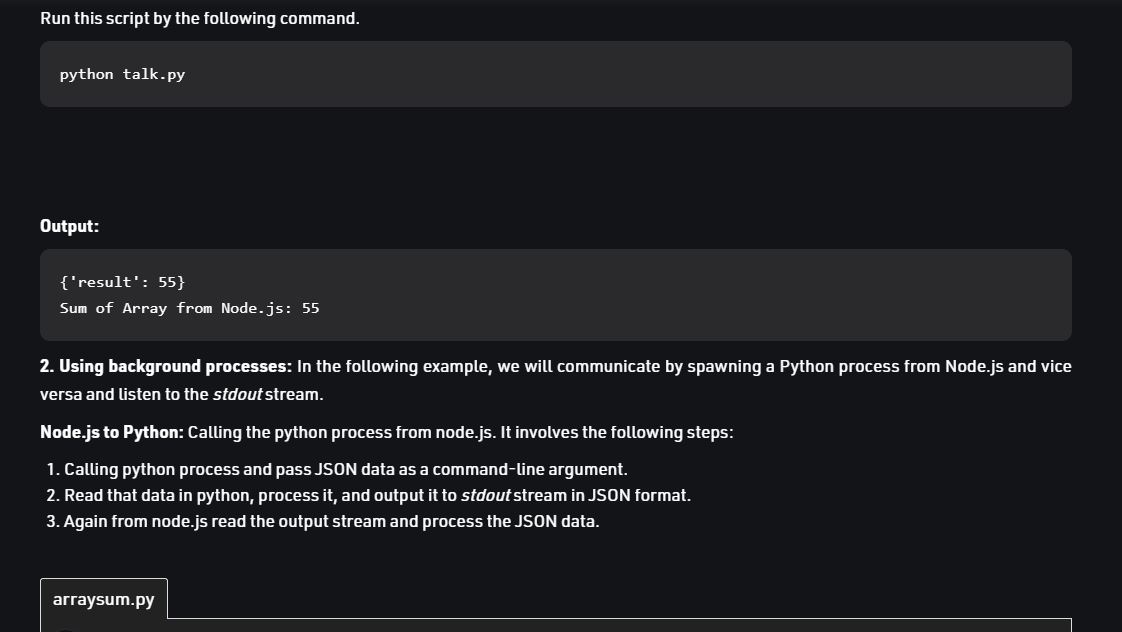 Run this script by the following command.
python talk.py
Output:
{'result': 55}
Sum of Array from Node.js: 55
2. Using background processes: In the following example, we will communicate by spawning a Python process from Node.js and vice
versa and listen to the stdout stream.
Node.js to Python: Calling the python process from node.js. It involves the following steps:
1. Calling python process and pass JSON data as a command-line argument.
2. Read that data in python, process it, and output it to stdout stream in JSON format.
3. Again from node.js read the output stream and process the JSON data.
arraysum.py